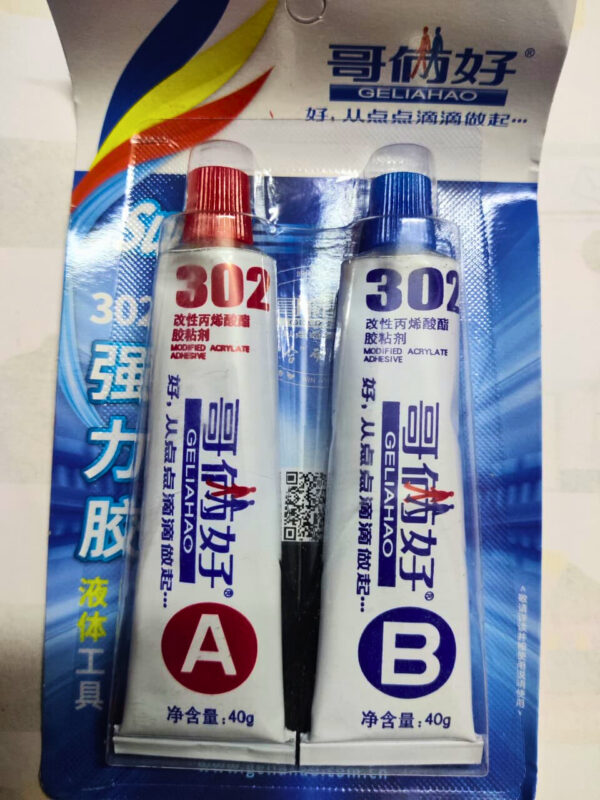 哥俩好®
GELIAHAO
好,从点点滴滴做起…
302
强力胶
液体工具
302
改性丙烯酸酯
胶粘剂
MODIFIED ACRYLATE
ADHESIVE
哥俩好®
GELIAHAO
好,从点点滴滴做起…
A
净含量:40g
302
改性丙烯酸酯
胶粘剂
MODIFIED ACRYLATE
ADHESIVE
哥俩好®
GELIAHAO
好,从点点滴滴做起…
B
净含量:40g